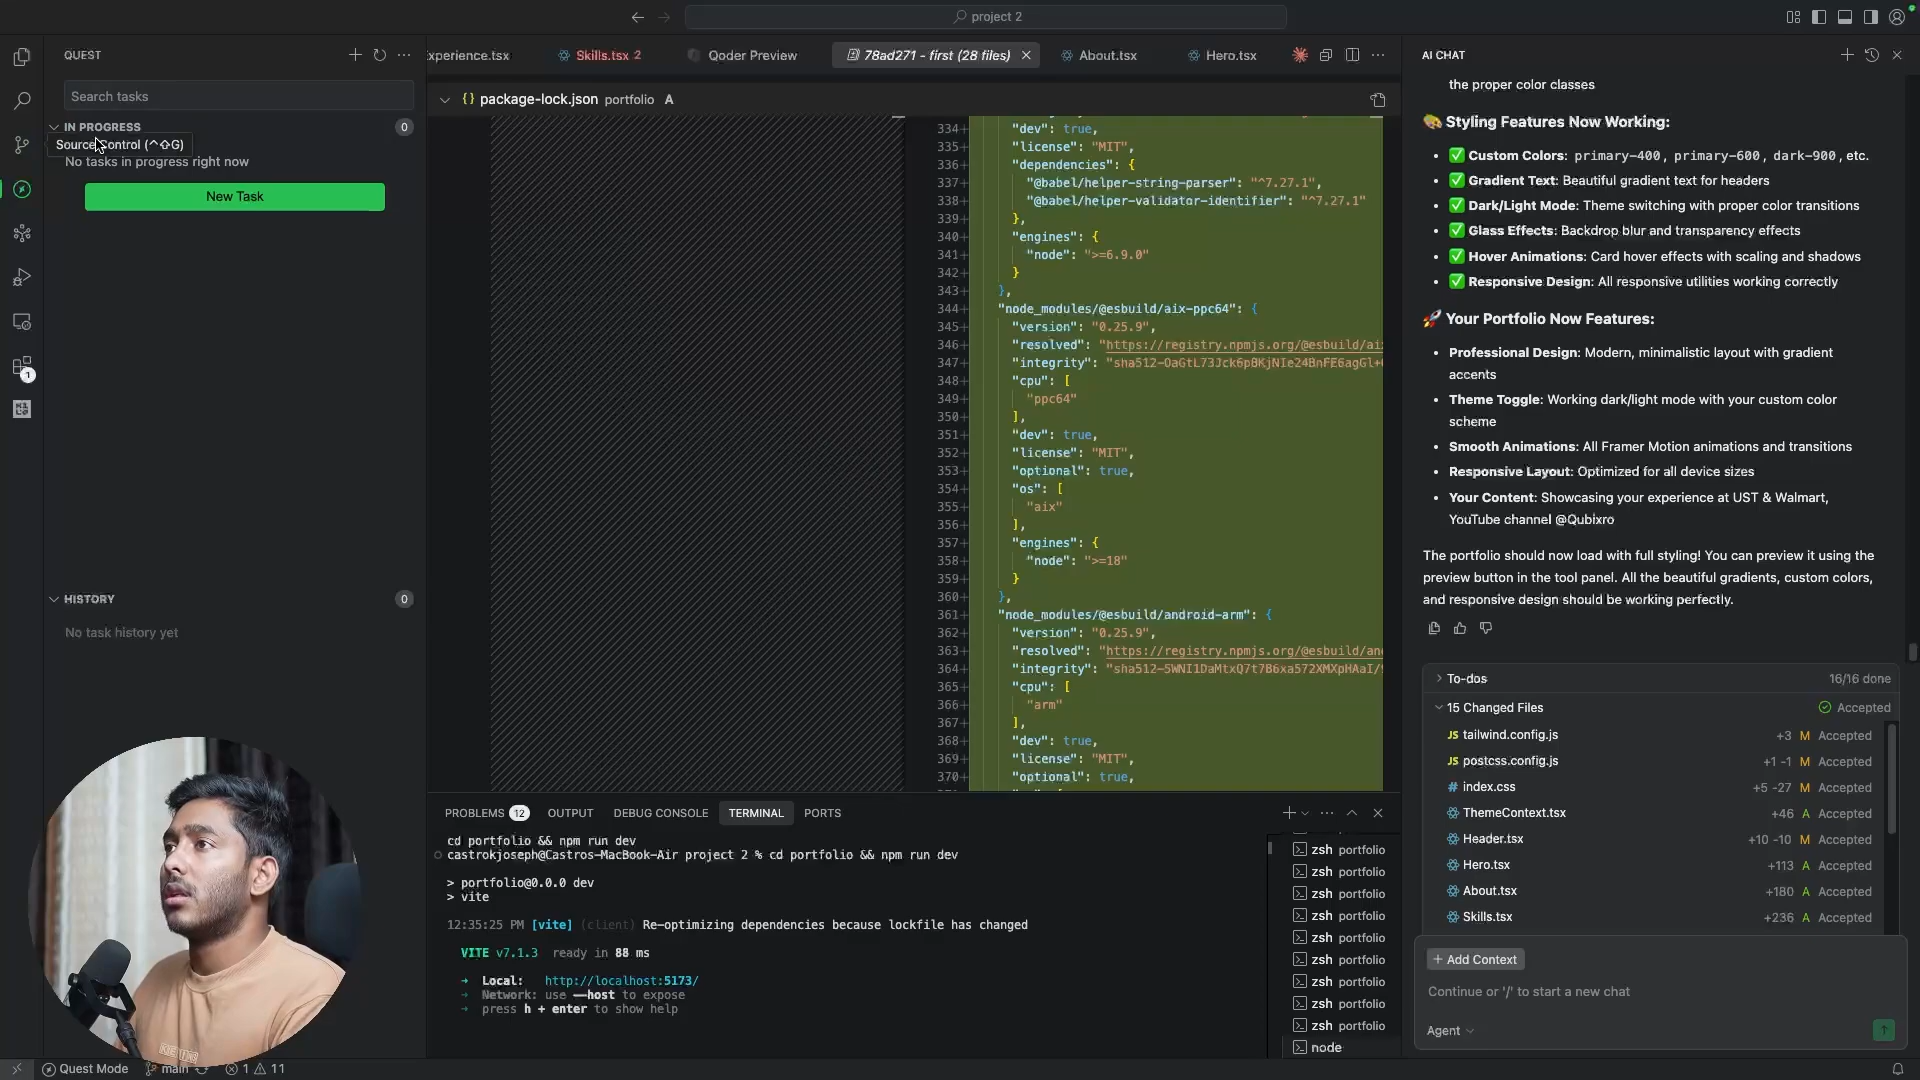 project 2
QUEST
Search tasks
IN PROGRESS
0
Source Control (^⇧G)
No tasks in progress right now
New Task
HISTORY
0
No task history yet
1
xperience.tsx
Skills.tsx 2
Qoder Preview
78ad271 - first (28 files)
About.tsx
Hero.tsx
{} package-lock.json portfolio A
334+ "dev": true,
335+ "license": "MIT",
336+ "dependencies": {
337+ "@babel/helper-string-parser": "^7.27.1",
338+ "@babel/helper-validator-identifier": "^7.27.1"
339+ },
340+ "engines": {
341+ "node": ">=6.9.0"
342+ }
343+ },
344+ "node_modules/@esbuild/aix-ppc64": {
345+ "version": "0.25.9",
346+ "resolved": "https://registry.npmjs.org/@esbuild/ai
347+ "integrity":
348+ "cpu": [
349+ "ppc64"
350+ ],
351+ "dev": true,
352+ "license": "MIT",
353+ "optional": true,
354+ "os": [
355+ "aix"
356+ ],
357+ "engines": {
358+ "node": ">=18"
359+ }
360+ },
361+ "node_modules/@esbuild/android-arm": {
362+ "version": "0.25.9",
363+ "resolved": "https://registry.npmjs.org/@esbuild/an
364+ "integrity":
365+ "cpu": [
366+ "arm"
367+ ],
368+ "dev": true,
369+ "license": "MIT",
370+ "optional": true,
PROBLEMS 12 OUTPUT DEBUG CONSOLE TERMINAL PORTS
cd portfolio && npm run dev
castrokjoseph@Castros-MacBook-Air project 2 % cd portfolio && npm run dev
> portfolio@0.0.0 dev
> vite
12:35:25 PM [vite] (client) Re-optimizing dependencies because lockfile has changed
VITE v7.1.3 ready in 88 ms
➜ Local: http://localhost:5173/
➜ Network: use --host to expose
➜ press h + enter to show help
zsh portfolio
zsh portfolio
zsh portfolio
zsh portfolio
zsh portfolio
zsh portfolio
zsh portfolio
zsh portfolio
zsh portfolio
node
AI CHAT
the proper color classes
🎨 Styling Features Now Working:
• ✅ Custom Colors: primary-400, primary-600, dark-900, etc.
• ✅ Gradient Text: Beautiful gradient text for headers
• ✅ Dark/Light Mode: Theme switching with proper color transitions
• ✅ Glass Effects: Backdrop blur and transparency effects
• ✅ Hover Animations: Card hover effects with scaling and shadows
• ✅ Responsive Design: All responsive utilities working correctly
🚀 Your Portfolio Now Features:
• Professional Design: Modern, minimalistic layout with gradient
accents
• Theme Toggle: Working dark/light mode with your custom color
scheme
• Smooth Animations: All Framer Motion animations and transitions
• Responsive Layout: Optimized for all device sizes
• Your Content: Showcasing your experience at UST & Walmart,
YouTube channel @Qubixro
The portfolio should now load with full styling! You can preview it using the
preview button in the tool panel. All the beautiful gradients, custom colors,
and responsive design should be working perfectly.
To-dos 16/16 done
15 Changed Files Accepted
JS tailwind.config.js +3 M Accepted
JS postcss.config.js +1 -1 M Accepted
# index.css +5 -27 M Accepted
ThemeContext.tsx +46 A Accepted
Header.tsx +10 -10 M Accepted
Hero.tsx +113 A Accepted
About.tsx +180 A Accepted
Skills.tsx +236 A Accepted
+ Add Context
Continue or '/' to start a new chat
Agent
Quest Mode main 1 11